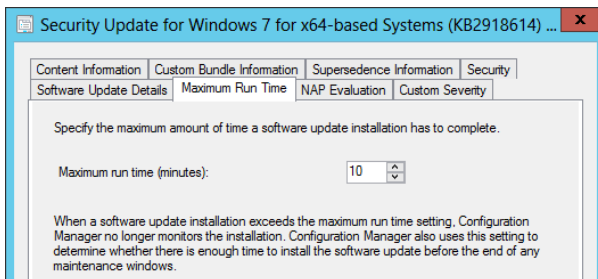 Security Update for Windows 7 for x64-based Systems (KB2918614) ...
x
Content Information Custom Bundle Information Supersedence Information Security
Software Update Details Maximum Run Time NAP Evaluation Custom Severity
Specify the maximum amount of time a software update installation has to complete.
Maximum run time (minutes): 10
When a software update installation exceeds the maximum run time setting, Configuration
Manager no longer monitors the installation. Configuration Manager also uses this setting to
determine whether there is enough time to install the software update before the end of any
maintenance windows.